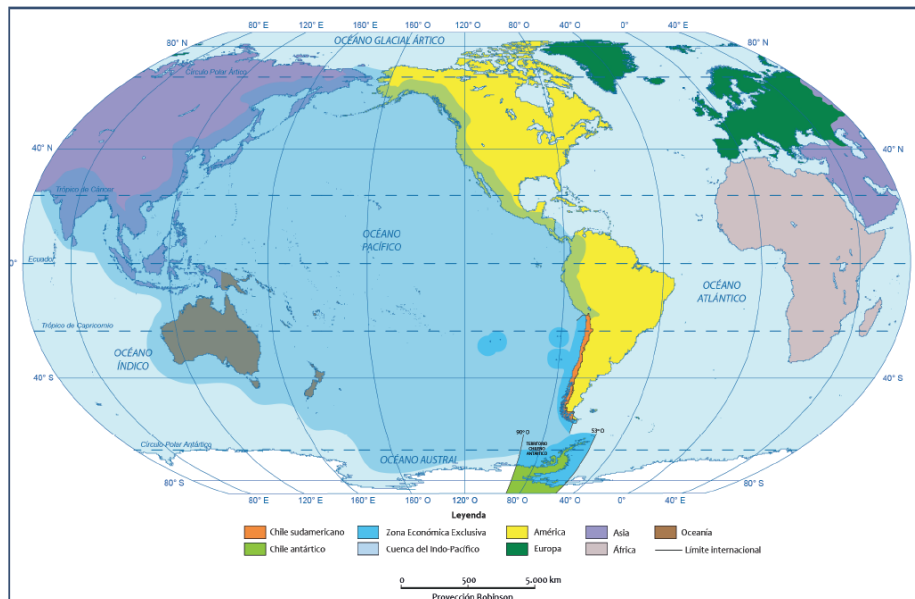 80° E 120° E 160° E 160° O 120° O 80° O 40° O 0° 40° E
OCÉANO GLACIAL ÁRTICO
80° N 80° N
Círculo Polar Ártico
40° N 40° N
Trópico de Cáncer
OCÉANO
PACÍFICO
Ecuador
0° 0°
OCÉANO
ATLÁNTICO
Trópico de Capricornio
OCÉANO
ÍNDICO
40° S 40° S
90° O 53° O
TERRITORIO
CHILENO
ANTÁRTICO
Círculo Polar Antártico
OCÉANO AUSTRAL
80° S 80° S
80° E 120° E 160° E 160° O 120° O 80° O 40° O 0° 40° E
Leyenda
Chile sudamericano Zona Económica Exclusiva América Asia Oceanía
Chile antártico Cuenca del Indo-Pacífico Europa África Límite internacional
0 500 5.000 km
Proyección Robinson